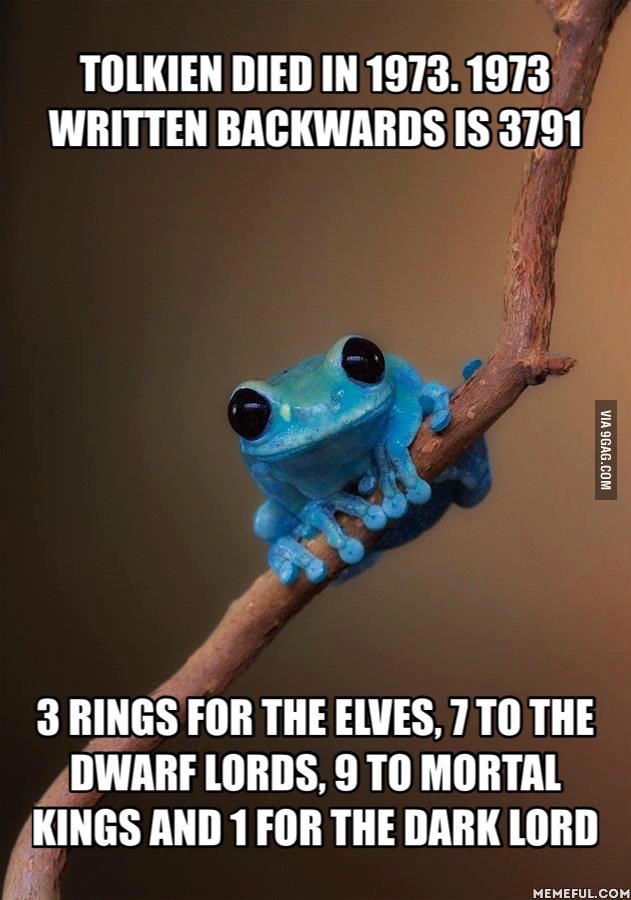 TOLKIEN DIED IN 1973. 1973
WRITTEN BACKWARDS IS 3791
VIA 9GAG.COM
3 RINGS FOR THE ELVES, 7 TO THE
DWARF LORDS, 9 TO MORTAL
KINGS AND 1 FOR THE DARK LORD
MEMEFUL.COM